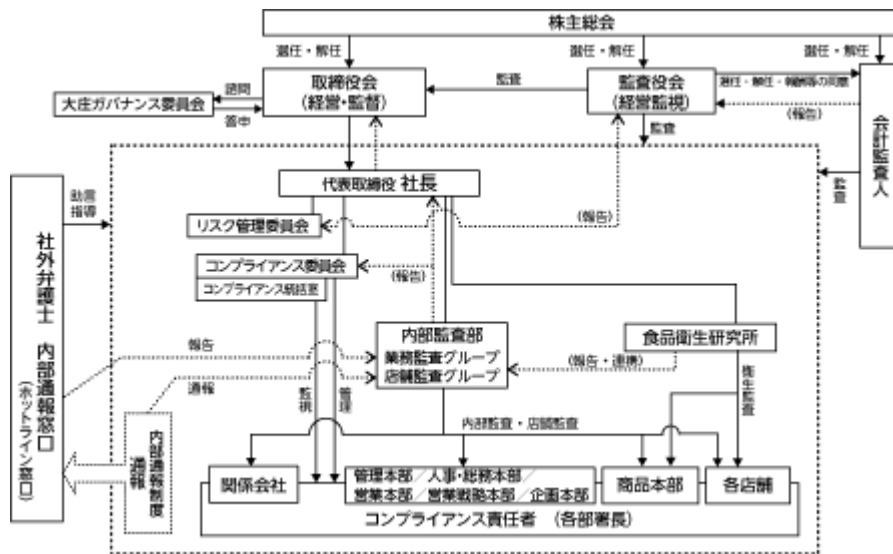 株主総会
選任・解任
選任・解任
選任・解任
取締役会
(経営・監督)
監査
監査役会
(経営監視)
選任・解任・報酬等の同意
(報告)
諮問
大庄ガバナンス委員会
答申
監査
会計監査人
監査
代表取締役 社長
助言
指導
リスク管理委員会
(報告)
コンプライアンス委員会
コンプライアンス統括室
(報告)
社外弁護士 内部通報窓口
(ホットライン窓口)
内部監査部
業務監査グループ
店舗監査グループ
食品衛生研究所
報告
(報告・連携)
通報
監視
管理
衛生監査
内部通報制度
通報
内部監査・店舗監査
関係会社
管理本部／人事・総務本部／
営業本部／営業戦略本部／企画本部
商品本部
各店舗
コンプライアンス責任者 (各部署長)